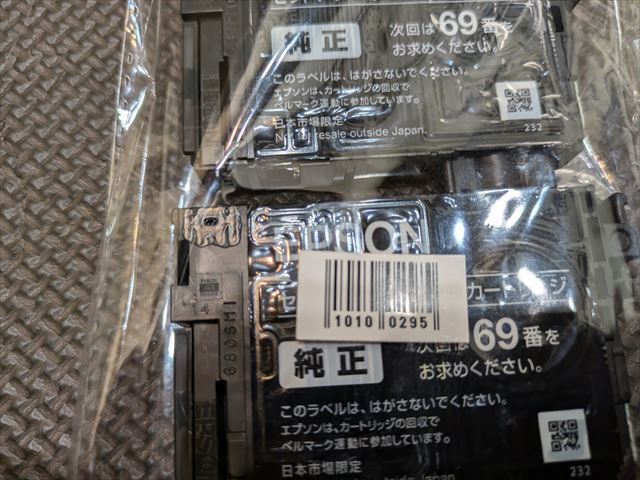 次回は69番を
お求めください。
純正
このラベルは、はがさないでください。
エプソンは、カートリッジの回収で
ベルマーク運動に参加しています。
日本市場限定
Not for resale outside Japan.
232
カートリッジ
1010 0295
6806MI
次回は69番を
お求めください。
純正
このラベルは、はがさないでください。
エプソンは、カートリッジの回収で
ベルマーク運動に参加しています。
日本市場限定
232
EPSON